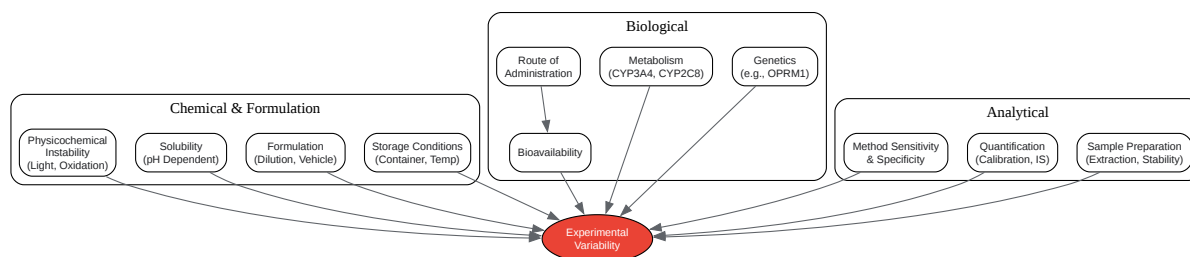 Biological
Route of
Administration
Metabolism
(CYP3A4, CYP2C8)
Genetics
(e.g., OPRM1)
Bioavailability
Chemical & Formulation
Physicochemical
Instability
(Light, Oxidation)
Solubility
(pH Dependent)
Formulation
(Dilution, Vehicle)
Storage Conditions
(Container, Temp)
Analytical
Method Sensitivity
& Specificity
Quantification
(Calibration, IS)
Sample Preparation
(Extraction, Stability)
Experimental
Variability